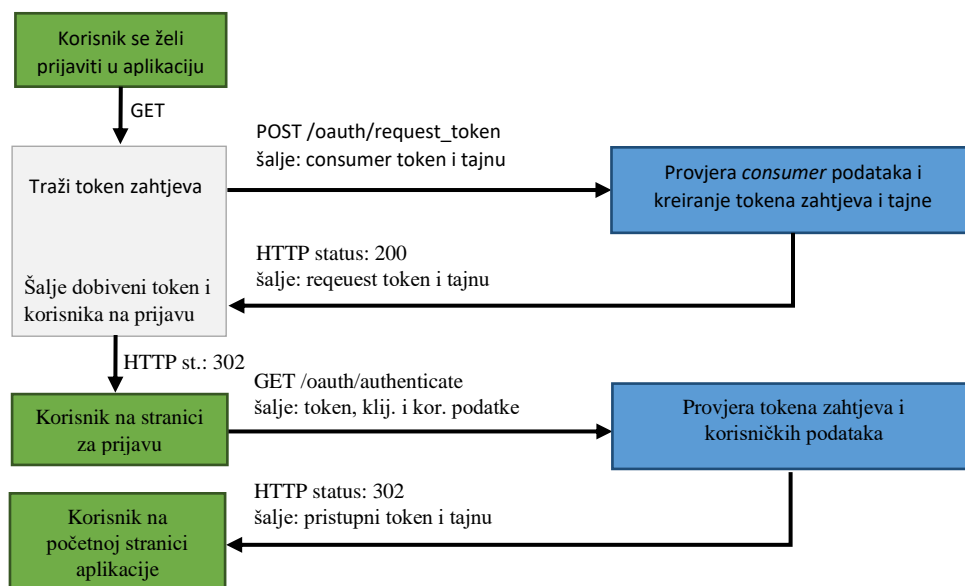 Korisnik se želi
prijaviti u aplikaciju
GET
POST /oauth/request_token
šalje: consumer token i tajnu
Traži token zahtjeva
Provjera consumer podataka i
kreiranje tokena zahtjeva i tajne
HTTP status: 200
šalje: reqeuest token i tajnu
Šalje dobiveni token i
korisnika na prijavu
HTTP st.: 302
GET /oauth/authenticate
šalje: token, klij. i kor. podatke
Korisnik na stranici
za prijavu
Provjera tokena zahtjeva i
korisničkih podataka
HTTP status: 302
šalje: pristupni token i tajnu
Korisnik na
početnoj stranici
aplikacije